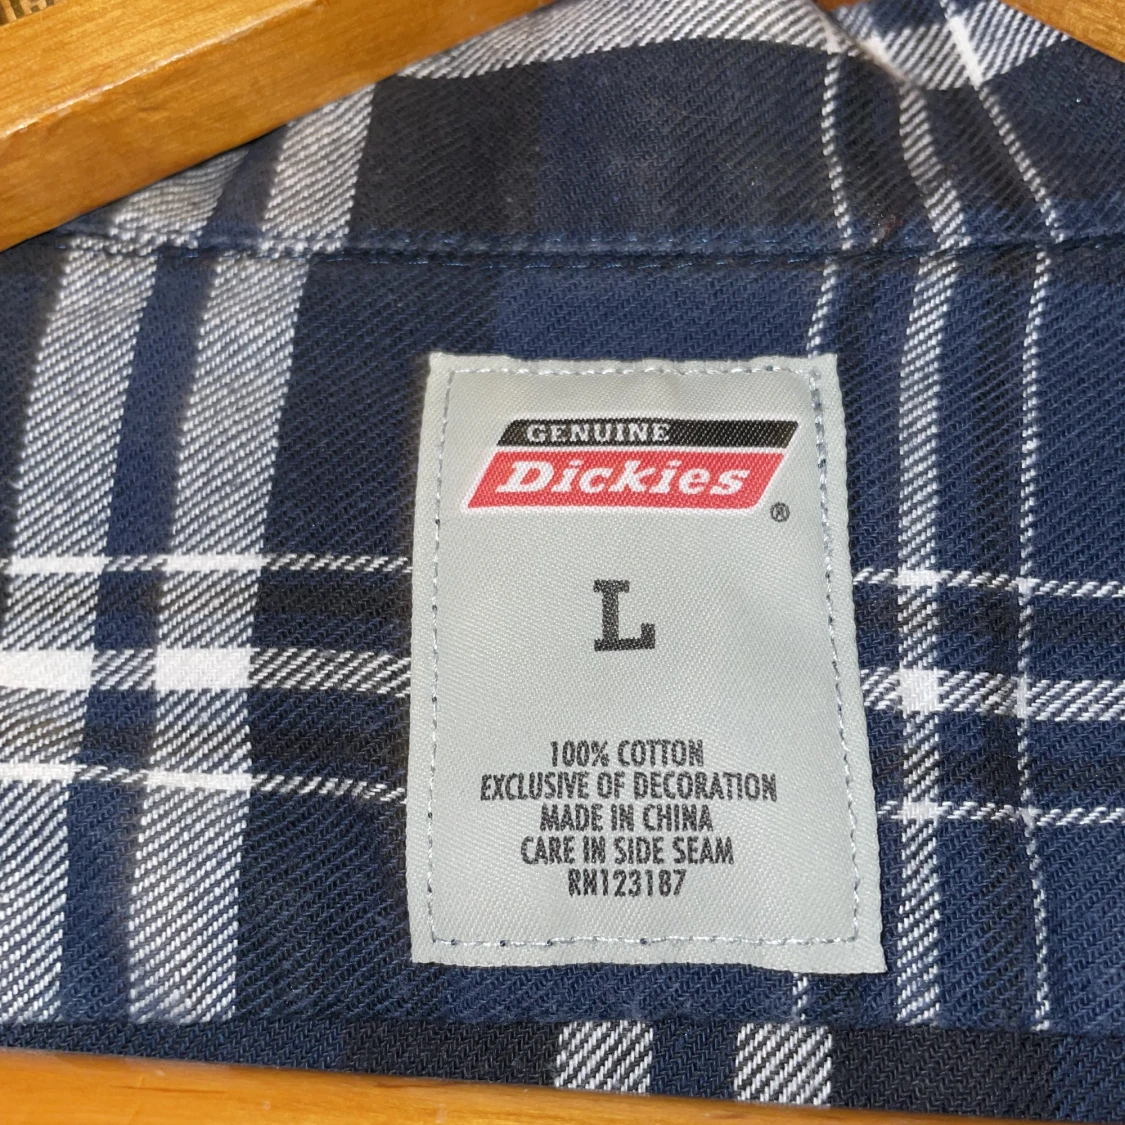 GENUINE
Dickies
®
L
100% COTTON
EXCLUSIVE OF DECORATION
MADE IN CHINA
CARE IN SIDE SEAM
RN123187